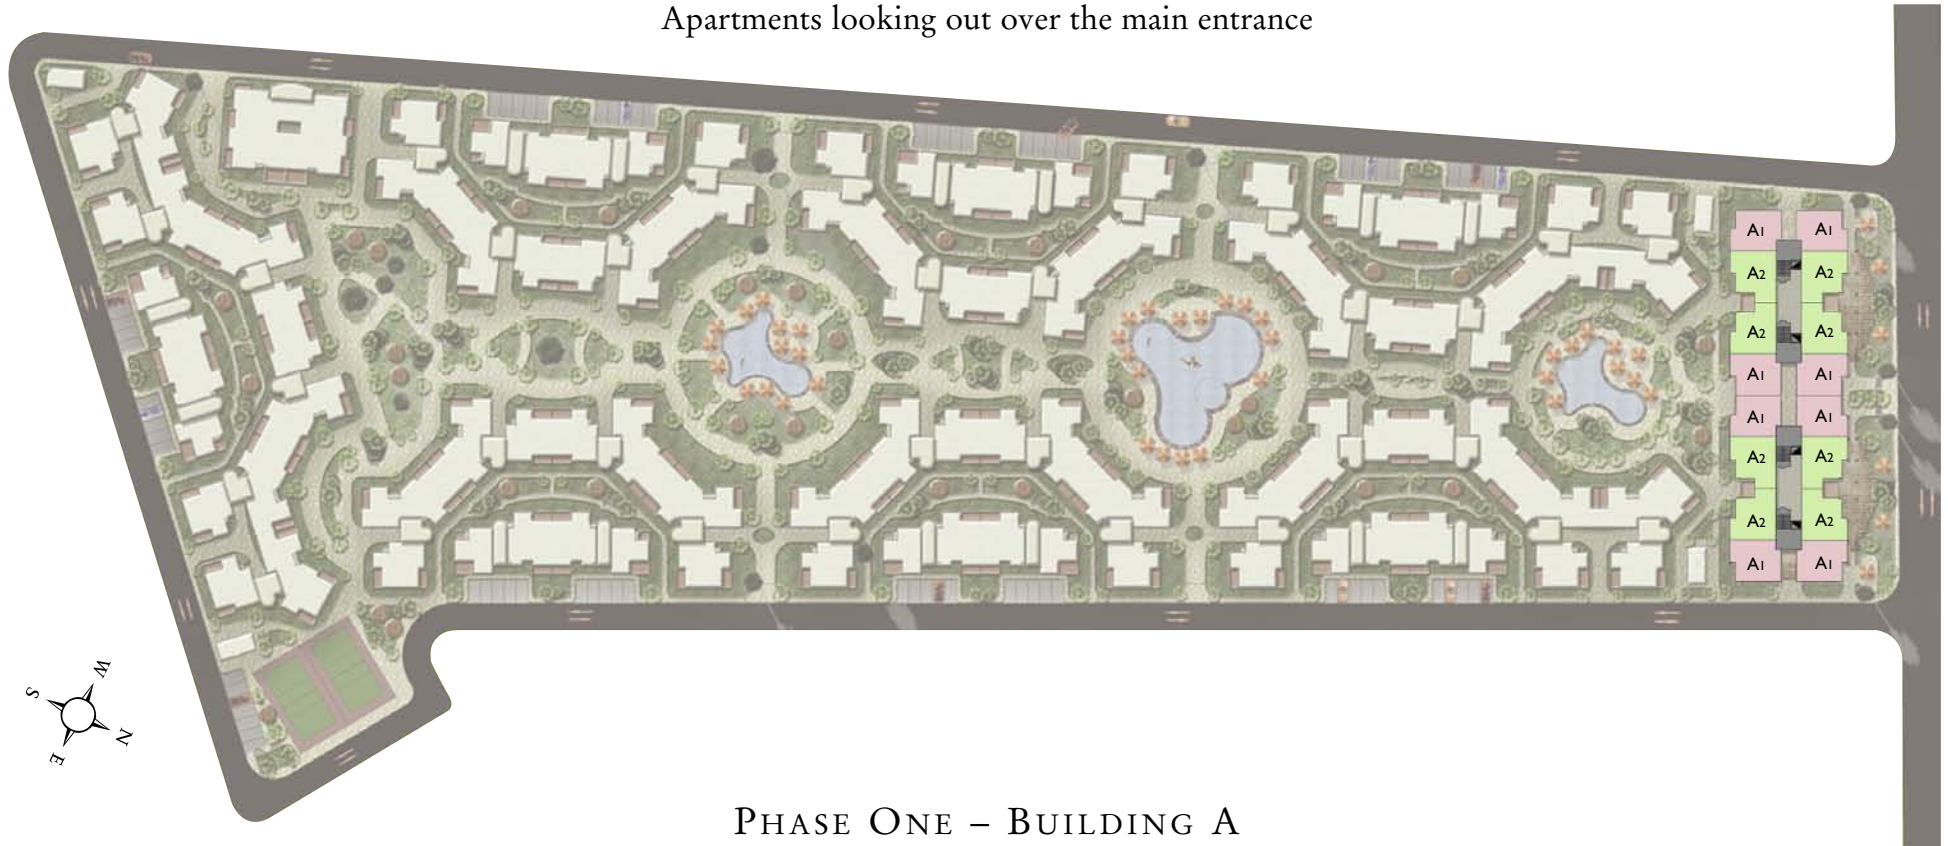 Apartments looking out over the main entrance
A1 A1
A2 A2
A2 A2
A1 A1
A1 A1
A2 A2
A2 A2
A1 A1
W
S
N
E
PHASE ONE – BUILDING A